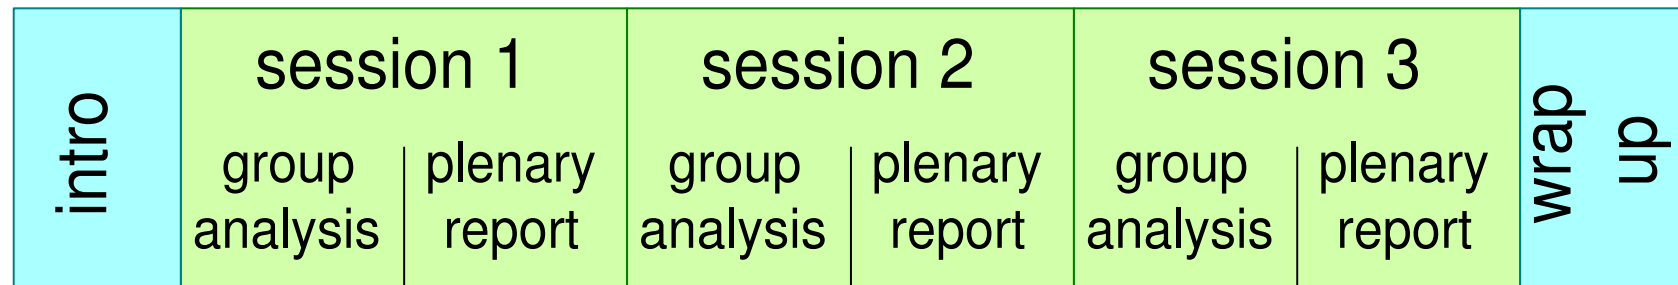 intro
session 1
group
analysis
plenary
report
session 2
group
analysis
plenary
report
session 3
group
analysis
plenary
report
wrap
up